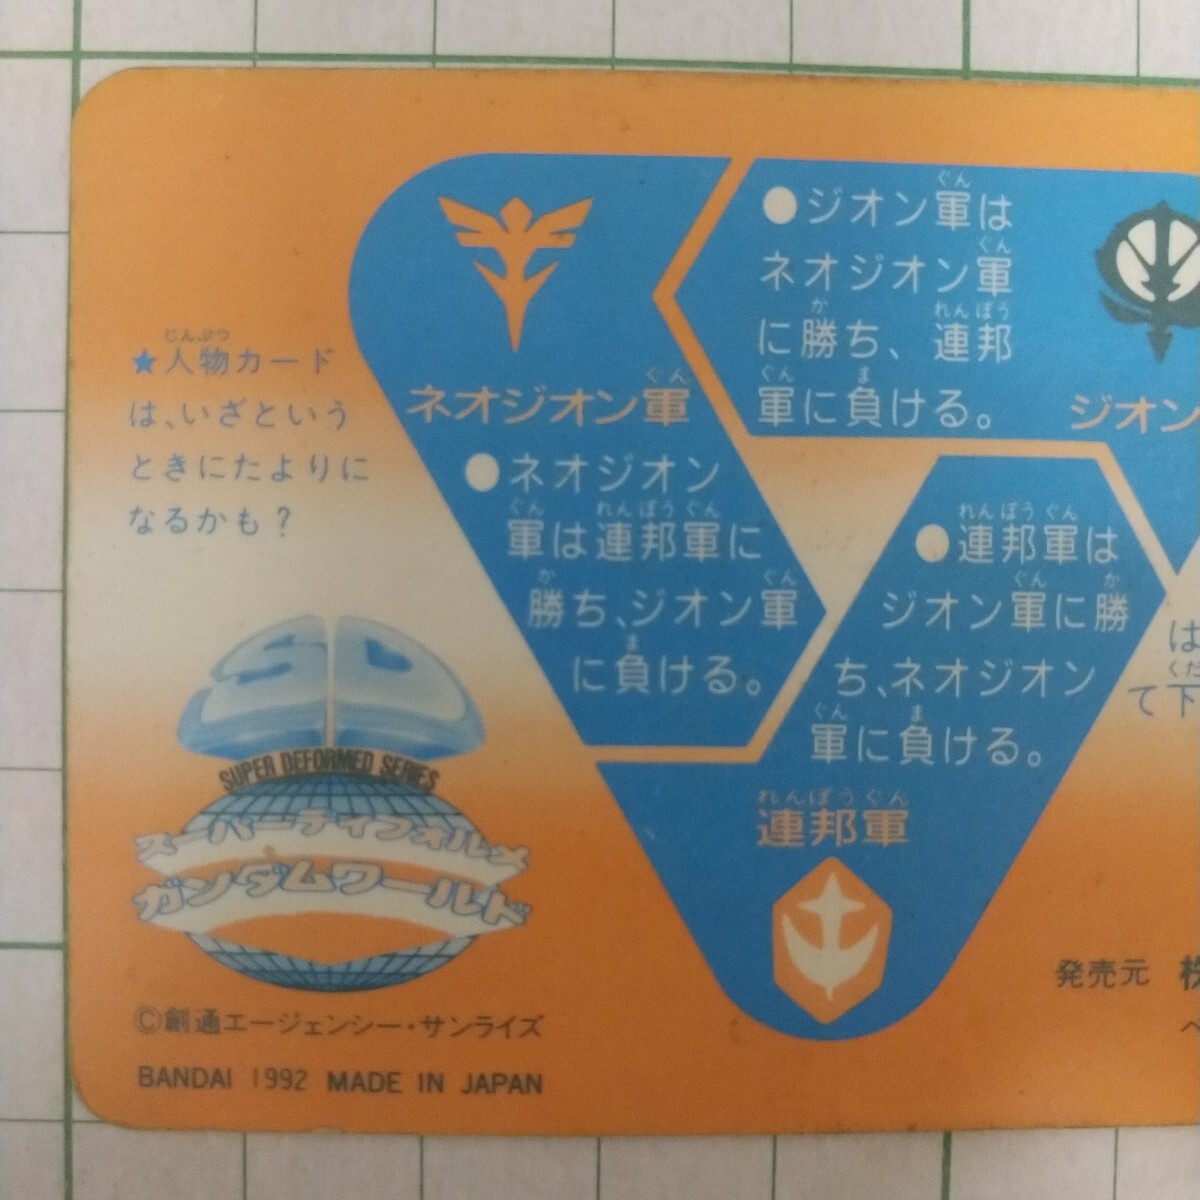 ●ジオン軍は
ネオジオン軍
に勝ち、連邦
軍に負ける。
ジオン
★人物カード
は、いざという
ときにたよりに
なるかも?
ネオジオン軍
●ネオジオン
軍は連邦軍に
勝ち、ジオン軍
に負ける。
●連邦軍は
ジオン軍に勝
ち、ネオジオン
軍に負ける。
連邦軍
は
て下
SD
SUPER DEFORMED SERIES
スーパーディフォルメ
ガンダムワールド
発売元 株
©創通エージェンシー・サンライズ
BANDAI 1992 MADE IN JAPAN